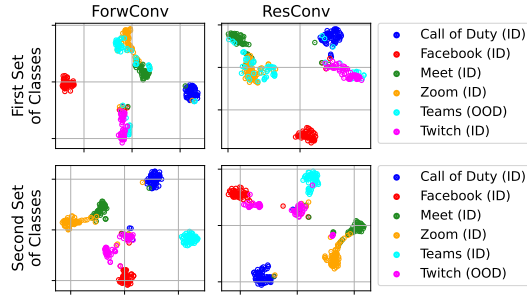 ForwConv
ResConv
First Set
of Classes
Call of Duty (ID)
Facebook (ID)
Meet (ID)
Zoom (ID)
Teams (OOD)
Twitch (ID)
Second Set
of Classes
Call of Duty (ID)
Facebook (ID)
Meet (ID)
Zoom (ID)
Teams (ID)
Twitch (OOD)